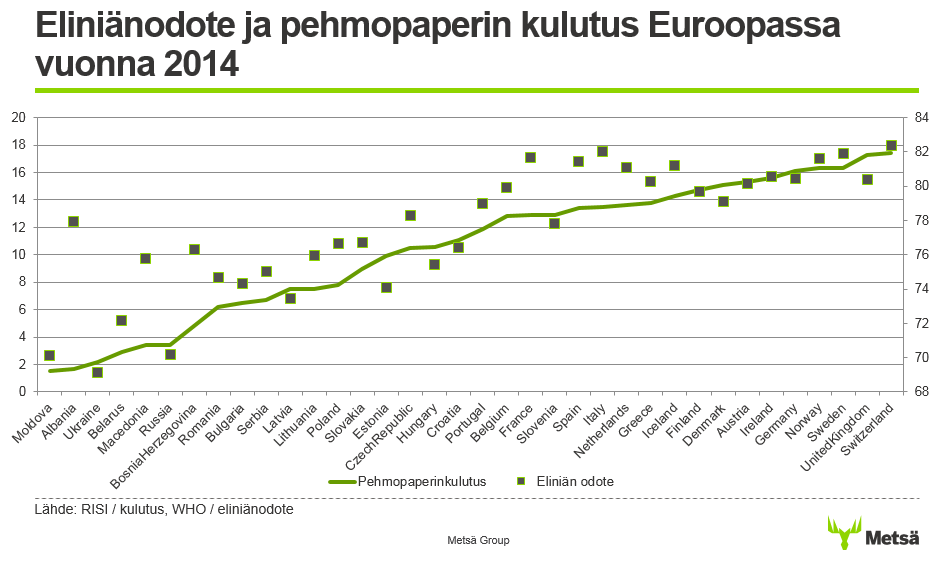 Eliniänodote ja pehmopaperin kulutus Euroopassa
vuonna 2014
20
18
16
14
12
10
8
6
4
2
0
84
82
80
78
76
74
72
70
68
Moldova
Albania
Ukraine
Belarus
Macedonia
Russia
BosniaHerzegovina
Romania
Bulgaria
Serbia
Latvia
Lithuania
Poland
Slovakia
Estonia
CzechRepublic
Hungary
Croatia
Portugal
Belgium
France
Slovenia
Spain
Italy
Netherlands
Greece
Iceland
Finland
Denmark
Austria
Ireland
Germany
Norway
Sweden
UnitedKingdom
Switzerland
Pehmopaperinkulutus
Eliniän odote
Lähde: RISI / kulutus, WHO / eliniänodote
Metsä Group
Metsä